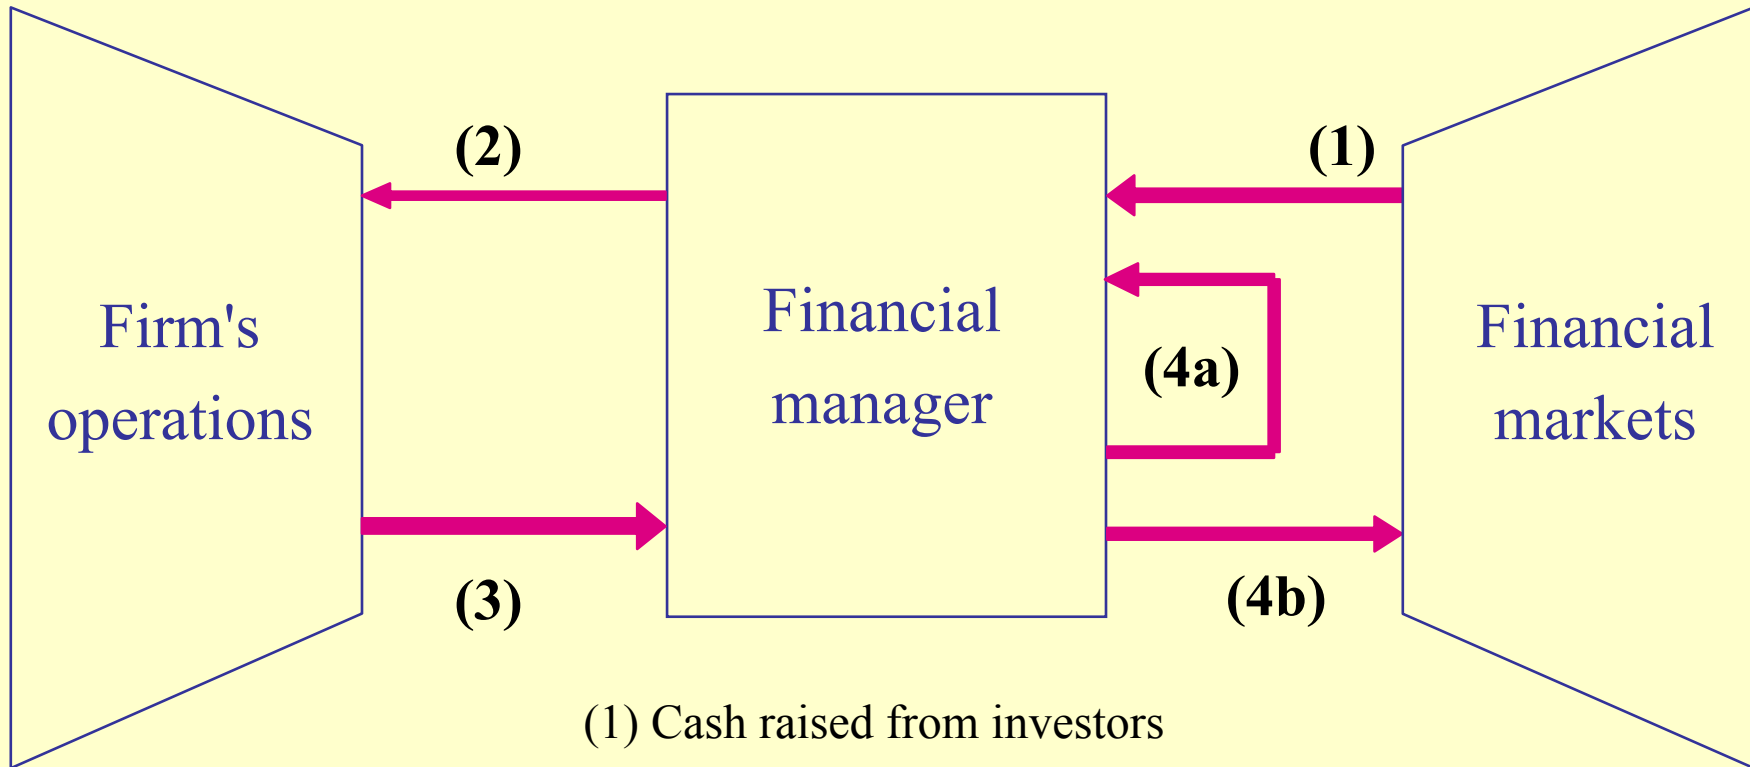 (2)
(1)
Firm's
operations
Financial
manager
(4a)
Financial
markets
(3)
(4b)
(1) Cash raised from investors